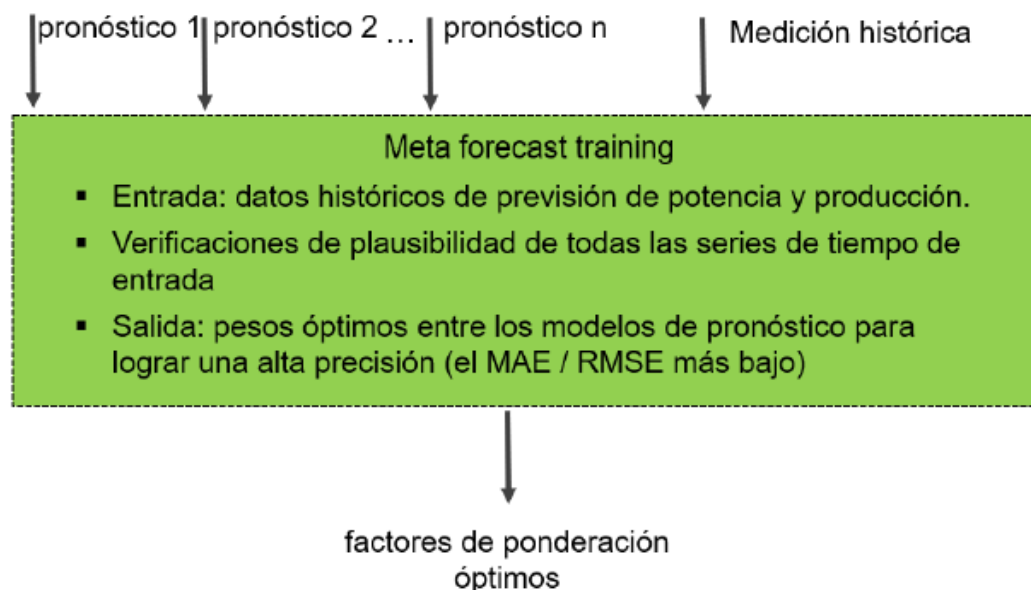 pronóstico 1 pronóstico 2 ... pronóstico n Medición histórica
Meta forecast training
▪ Entrada: datos históricos de previsión de potencia y producción.
▪ Verificaciones de plausibilidad de todas las series de tiempo de
entrada
▪ Salida: pesos óptimos entre los modelos de pronóstico para
lograr una alta precisión (el MAE / RMSE más bajo)
factores de ponderación
óptimos